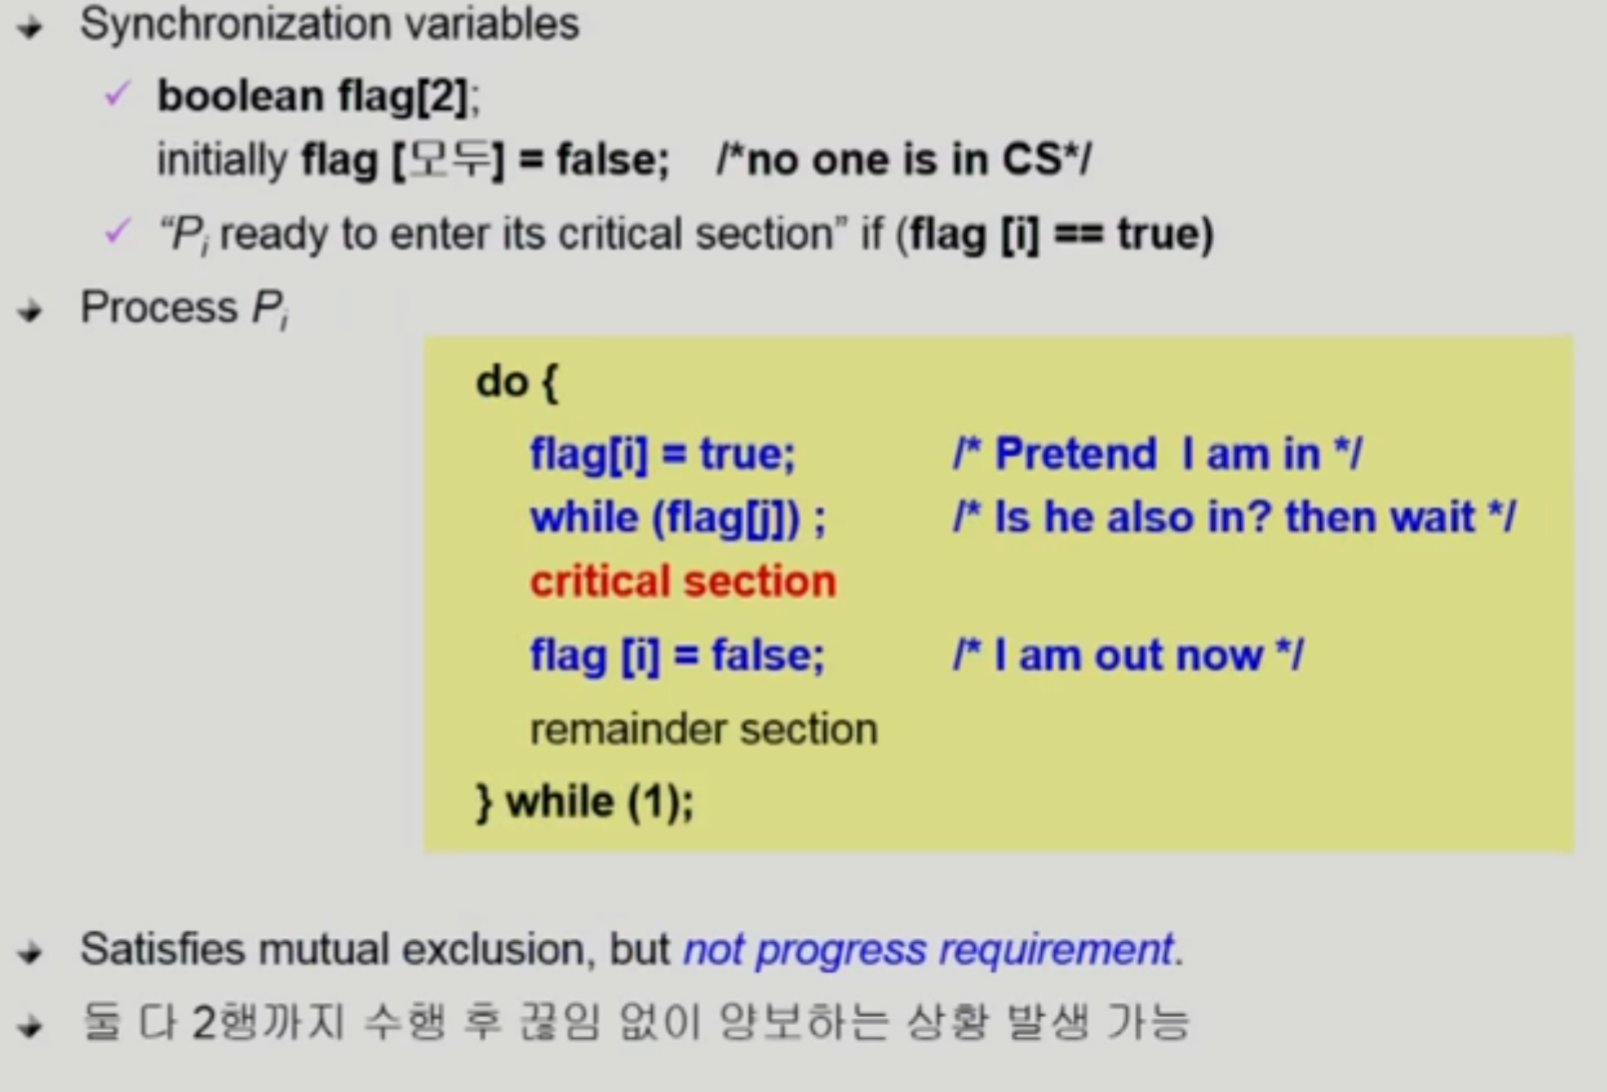 Synchronization variables
boolean flag[2];
initially flag [모두] = false; /*no one is in CS*/
“Pi ready to enter its critical section” if (flag [i] == true)
Process Pi
do {
flag[i] = true; /* Pretend I am in */
while (flag[j]) ; /* Is he also in? then wait */
critical section
flag [i] = false; /* I am out now */
remainder section
} while (1);
Satisfies mutual exclusion, but not progress requirement.
둘 다 2행까지 수행 후 끊임 없이 양보하는 상황 발생 가능